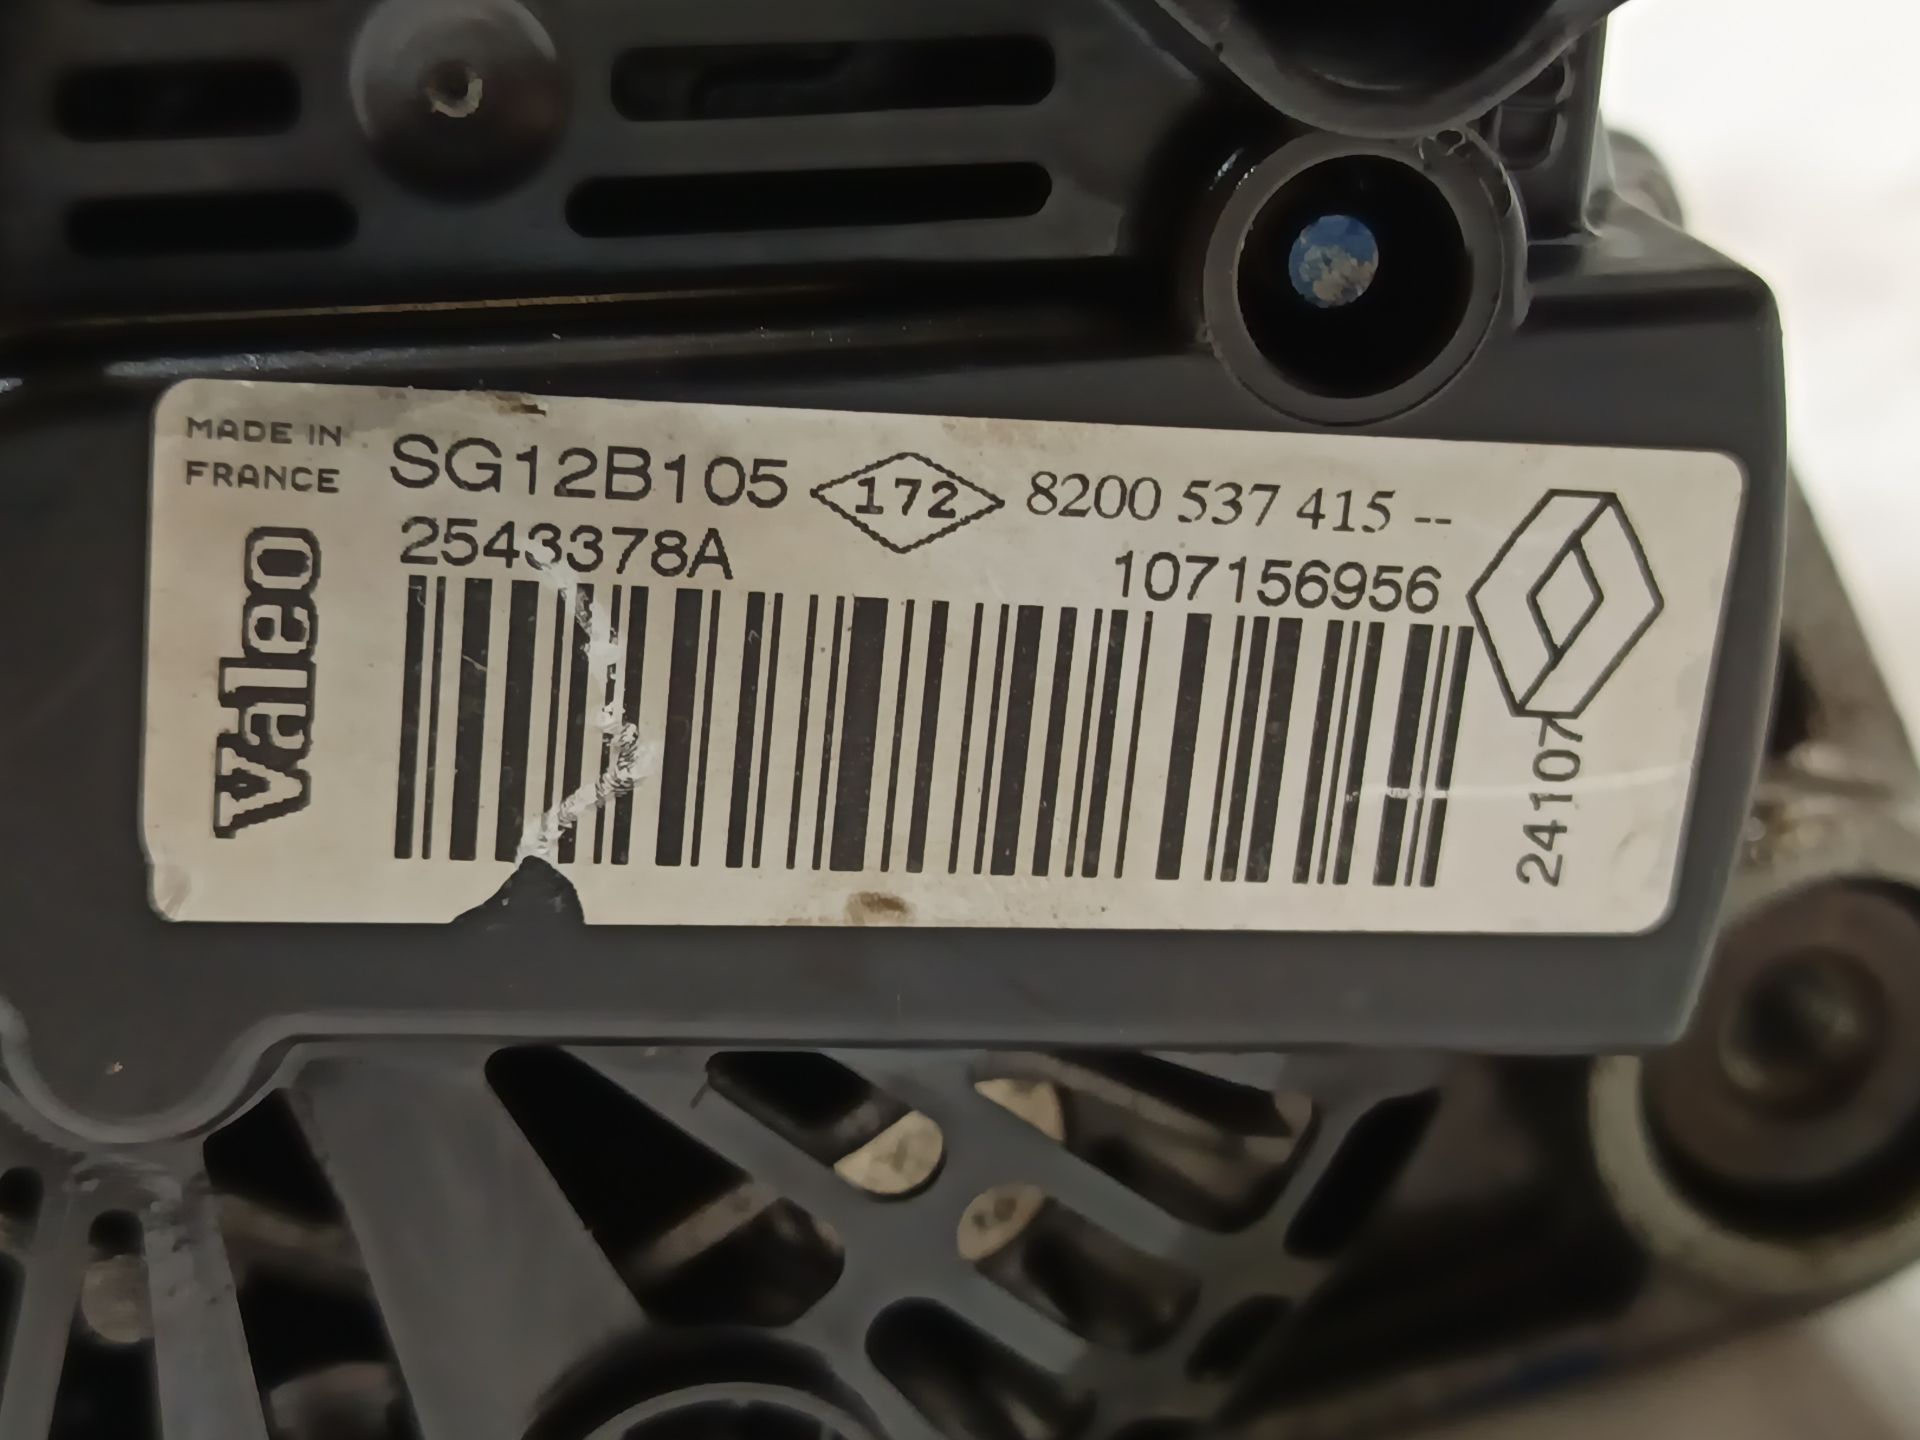 MADE IN
FRANCE
SG12B105
172
8200 537 415 --
2543378A
107156956
Valeo
24107